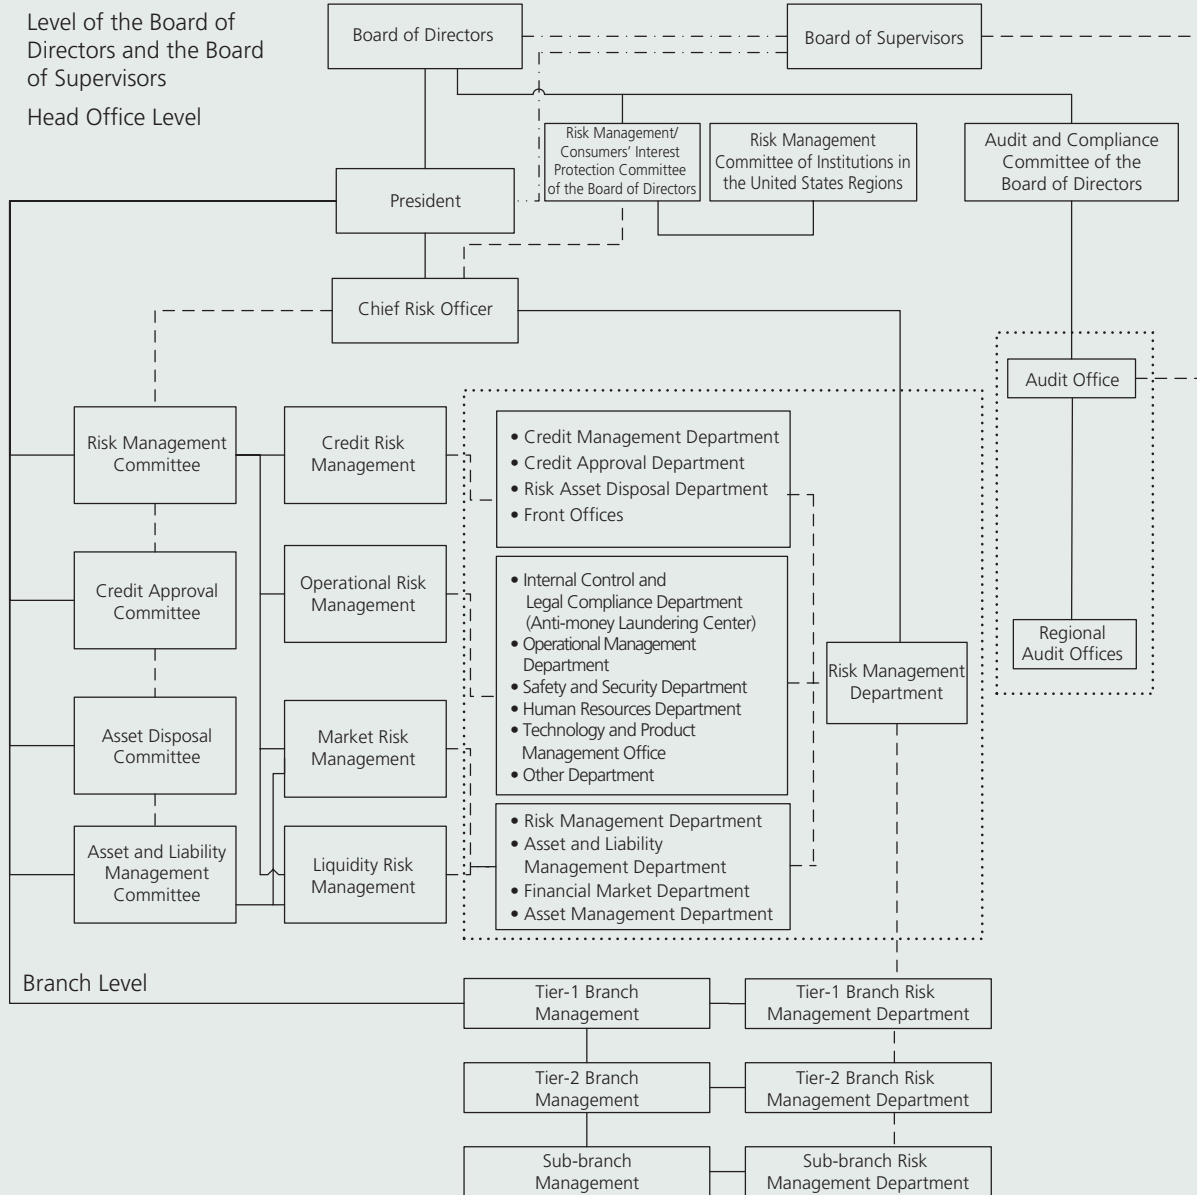 Level of the Board of
Directors and the Board
of Supervisors
Head Office Level
Board of Directors
Board of Supervisors
Risk Management/
Consumers' Interest
Protection Committee
of the Board of Directors
Risk Management
Committee of Institutions in
the United States Regions
Audit and Compliance
Committee of the
Board of Directors
President
Chief Risk Officer
Audit Office
Regional
Audit Offices
Risk Management
Committee
Credit Risk
Management
• Credit Management Department
• Credit Approval Department
• Risk Asset Disposal Department
• Front Offices
Credit Approval
Committee
Operational Risk
Management
• Internal Control and
Legal Compliance Department
(Anti-money Laundering Center)
• Operational Management
Department
• Safety and Security Department
• Human Resources Department
• Technology and Product
Management Office
• Other Department
Risk Management
Department
Asset Disposal
Committee
Market Risk
Management
Asset and Liability
Management
Committee
Liquidity Risk
Management
• Risk Management Department
• Asset and Liability
Management Department
• Financial Market Department
• Asset Management Department
Branch Level
Tier-1 Branch
Management
Tier-1 Branch Risk
Management Department
Tier-2 Branch
Management
Tier-2 Branch Risk
Management Department
Sub-branch
Management
Sub-branch Risk
Management Department